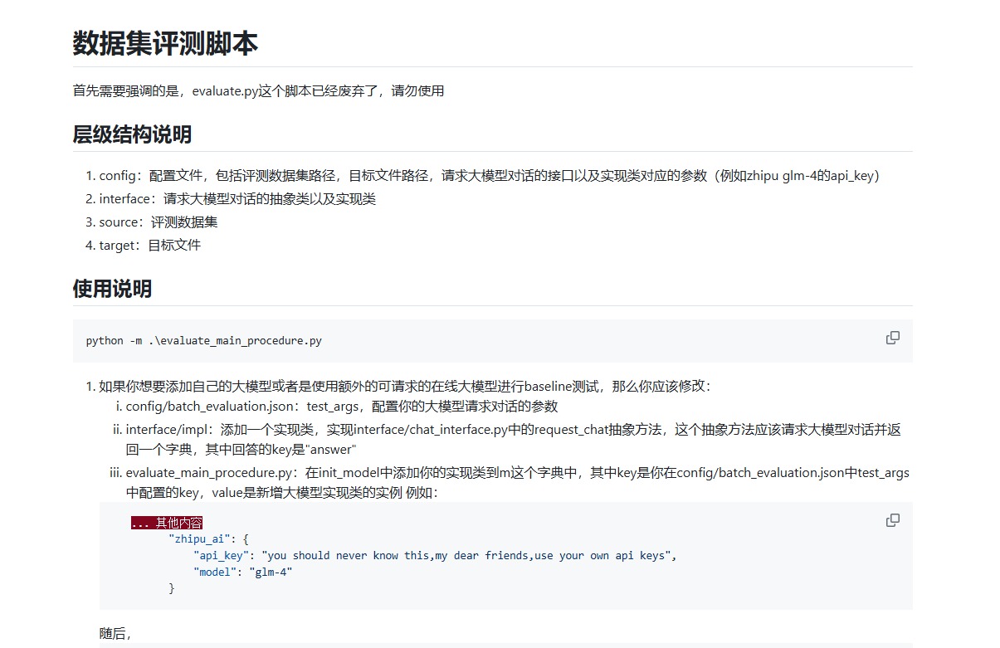 数据集评测脚本
首先需要强调的是，evaluate.py这个脚本已经废弃了，请勿使用
层级结构说明
1. config：配置文件，包括评测数据集路径，目标文件路径，请求大模型对话的接口以及实现类对应的参数（例如zhipu glm-4的api_key）
2. interface：请求大模型对话的抽象类以及实现类
3. source：评测数据集
4. target：目标文件
使用说明
python -m .\evaluate_main_procedure.py
1. 如果你想要添加自己的大模型或者是使用额外的可请求的在线大模型进行baseline测试，那么你应该修改：
i. config/batch_evaluation.json：test_args，配置你的大模型请求对话的参数
ii. interface/impl：添加一个实现类，实现interface/chat_interface.py中的request_chat抽象方法，这个抽象方法应该请求大模型对话并返
回一个字典，其中回答的key是"answer"
iii. evaluate_main_procedure.py：在init_model中添加你的实现类到m这个字典中，其中key是你在config/batch_evaluation.json中test_args
中配置的key，value是新增大模型实现类的实例 例如：
... 其他内容
"zhipu_ai": {
"api_key": "you should never know this,my dear friends,use your own api keys",
"model": "glm-4"
}
随后，